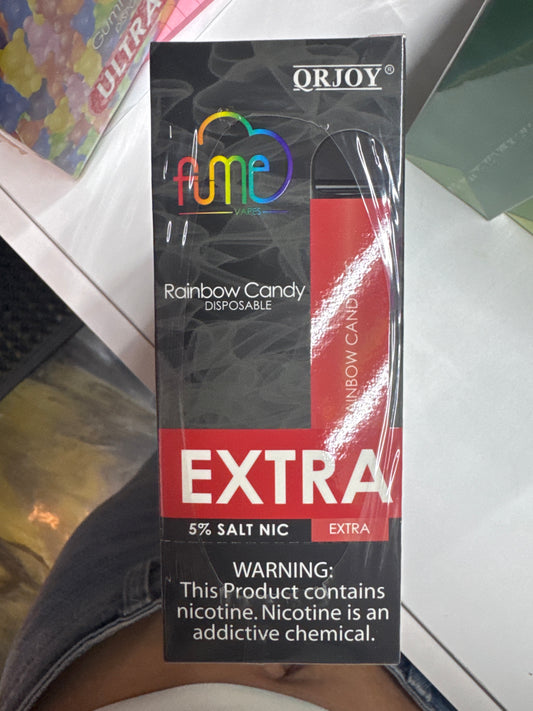 Gummy
ULTRA
QRJOY®
fume
VAPES
Rainbow Candy
DISPOSABLE
RAINBOW CANDY
EXTRA
5% SALT NIC
EXTRA
WARNING:
This Product contains
nicotine. Nicotine is an
addictive chemical.